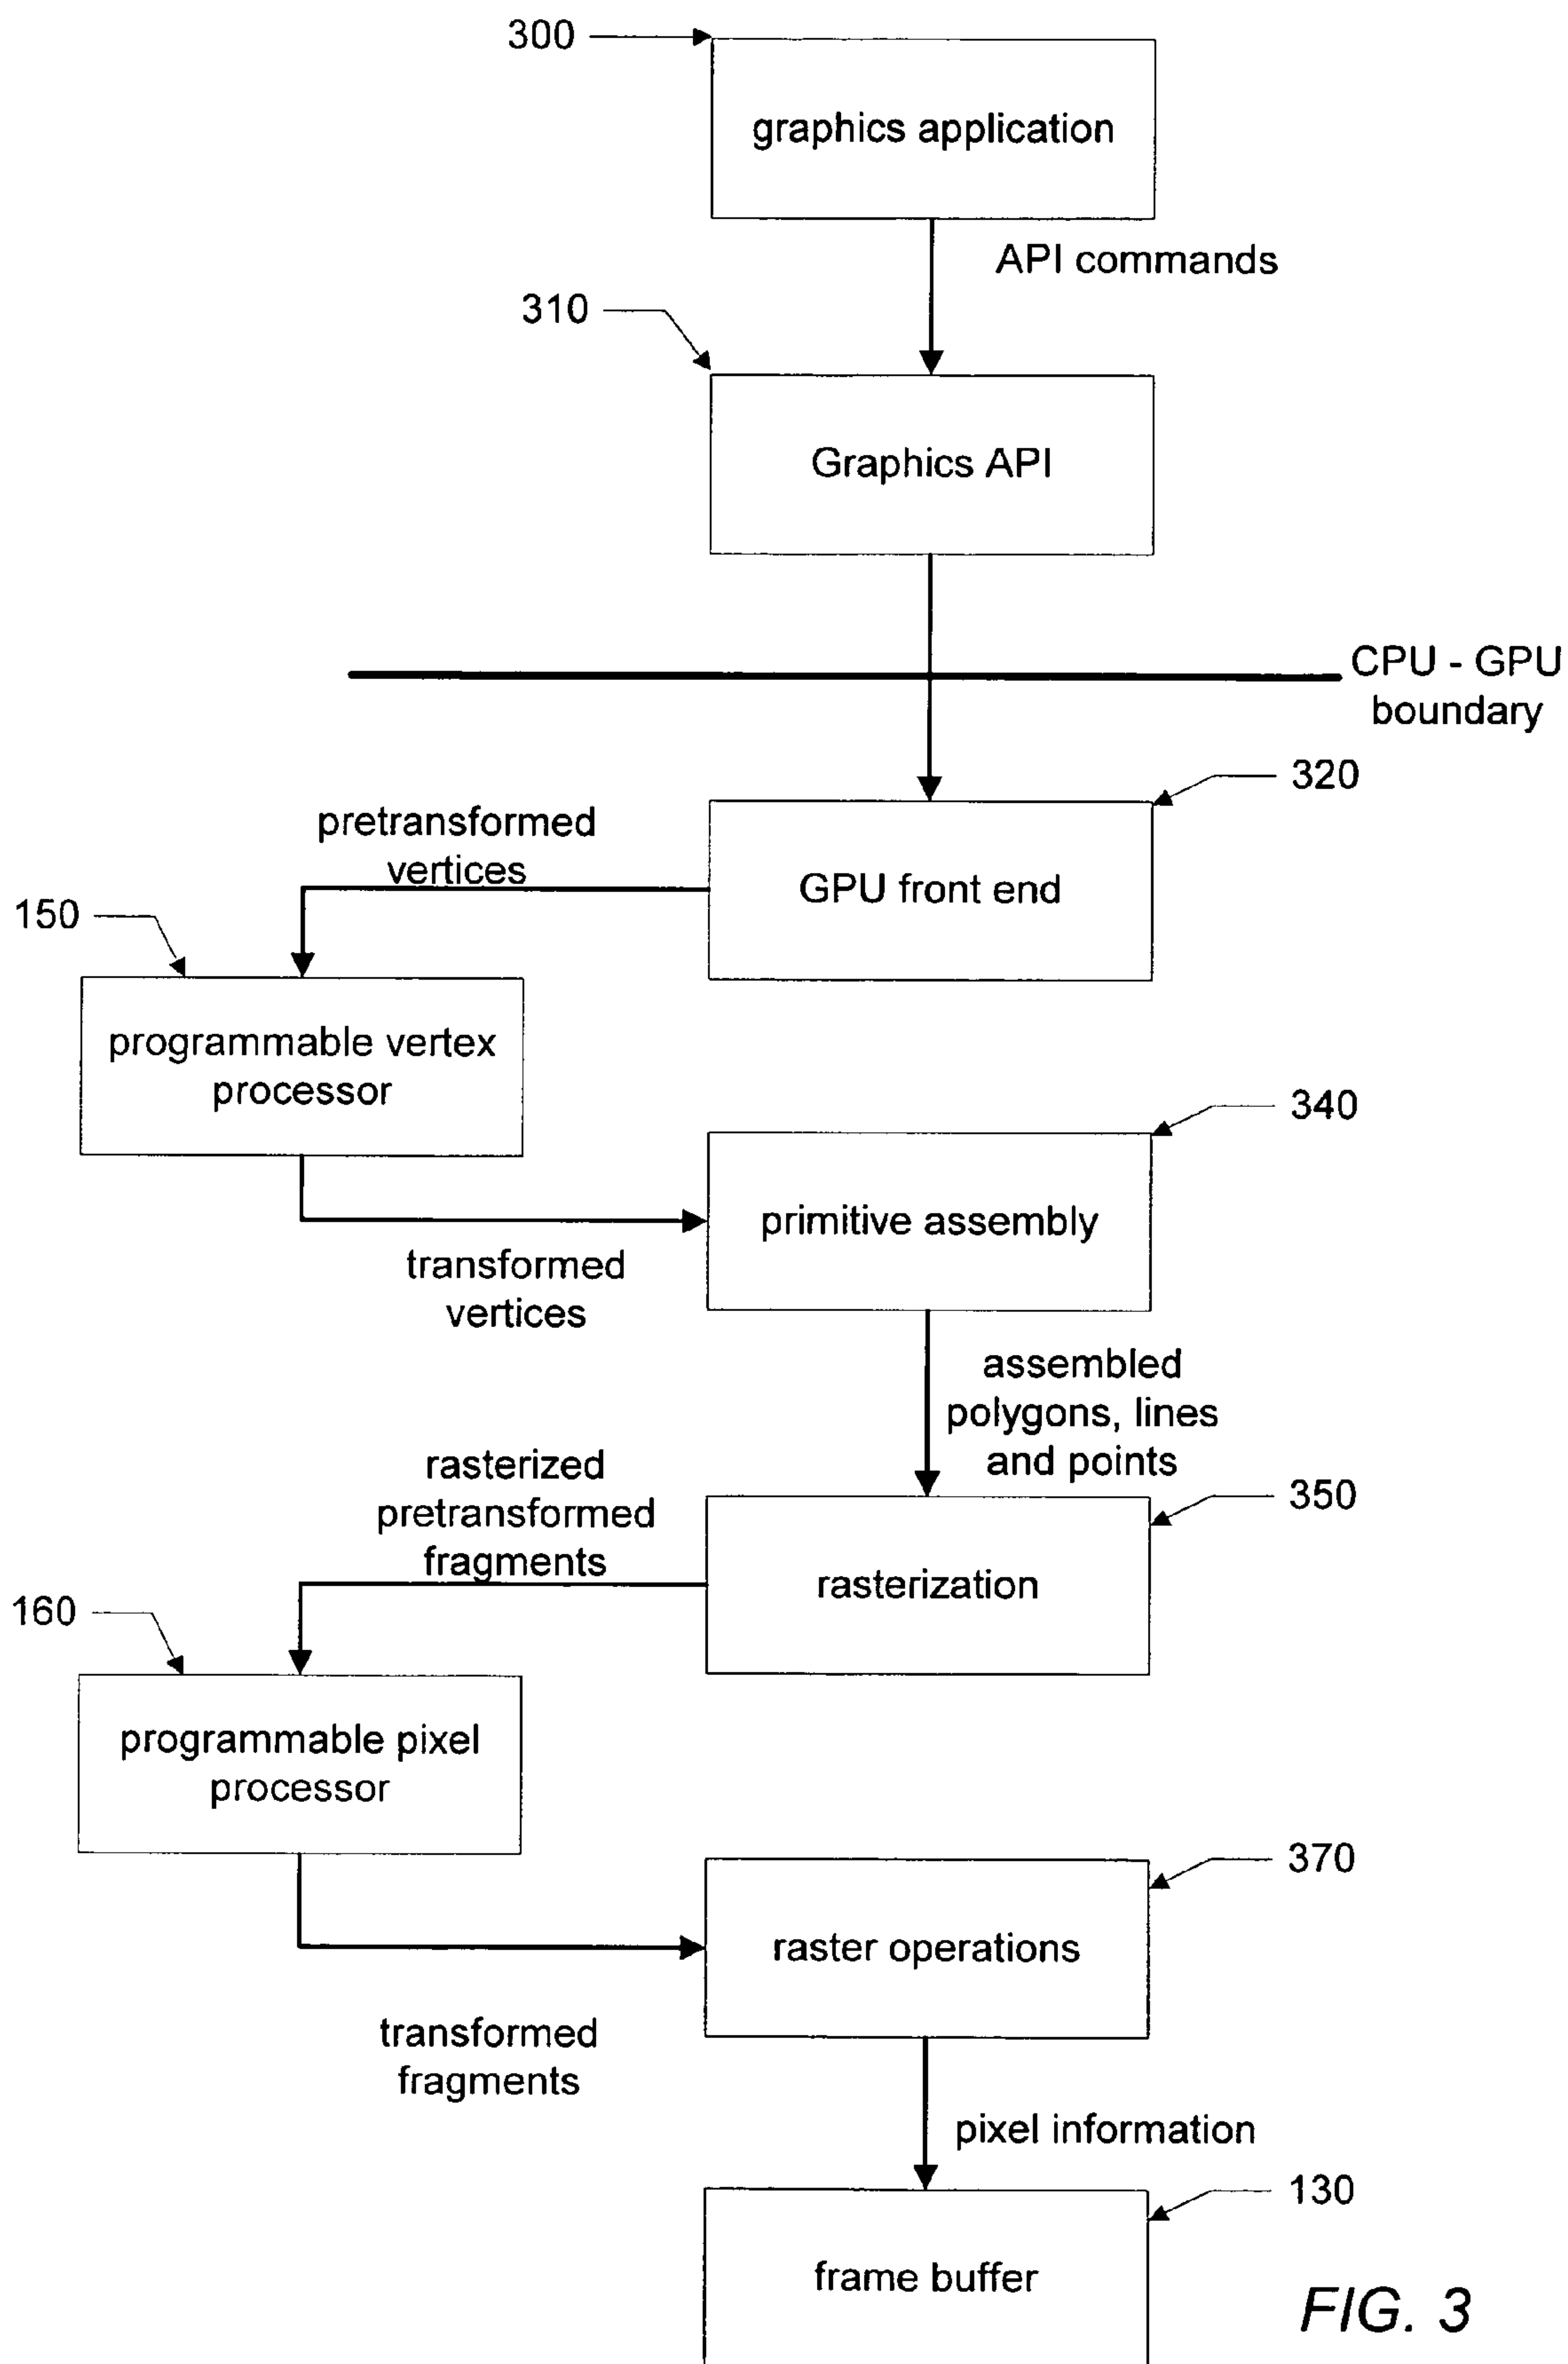 300
graphics application
API commands
310
Graphics API
CPU - GPU
boundary
320
pretransformed
vertices
GPU front end
150
programmable vertex
processor
340
primitive assembly
transformed
vertices
assembled
polygons, lines
and points
rasterized
pretransformed
fragments
350
rasterization
160
programmable pixel
processor
370
raster operations
transformed
fragments
pixel information
130
frame buffer
FIG. 3